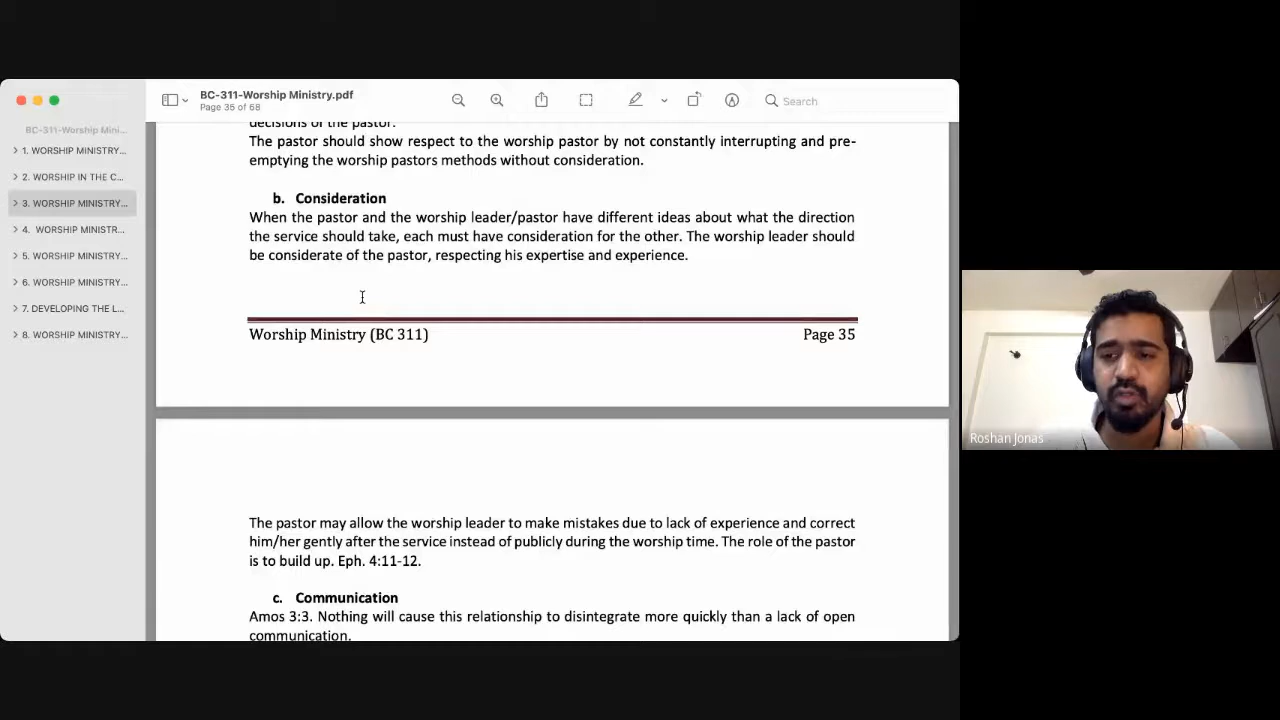 BC-311-Worship Ministry.pdf
Page 35 of 68
Search
BC-311-Worship Mini...
1. WORSHIP MINISTRY...
2. WORSHIP IN THE C...
3. WORSHIP MINISTRY...
4. WORSHIP MINISTR...
5. WORSHIP MINISTRY...
6. WORSHIP MINISTRY...
7. DEVELOPING THE L...
8. WORSHIP MINISTRY...
decisions of the pastor.
The pastor should show respect to the worship pastor by not constantly interrupting and pre-
emptying the worship pastors methods without consideration.
b. Consideration
When the pastor and the worship leader/pastor have different ideas about what the direction
the service should take, each must have consideration for the other. The worship leader should
be considerate of the pastor, respecting his expertise and experience.
Worship Ministry (BC 311) Page 35
The pastor may allow the worship leader to make mistakes due to lack of experience and correct
him/her gently after the service instead of publicly during the worship time. The role of the pastor
is to build up. Eph. 4:11-12.
c. Communication
Amos 3:3. Nothing will cause this relationship to disintegrate more quickly than a lack of open
communication.
Roshan Jonas